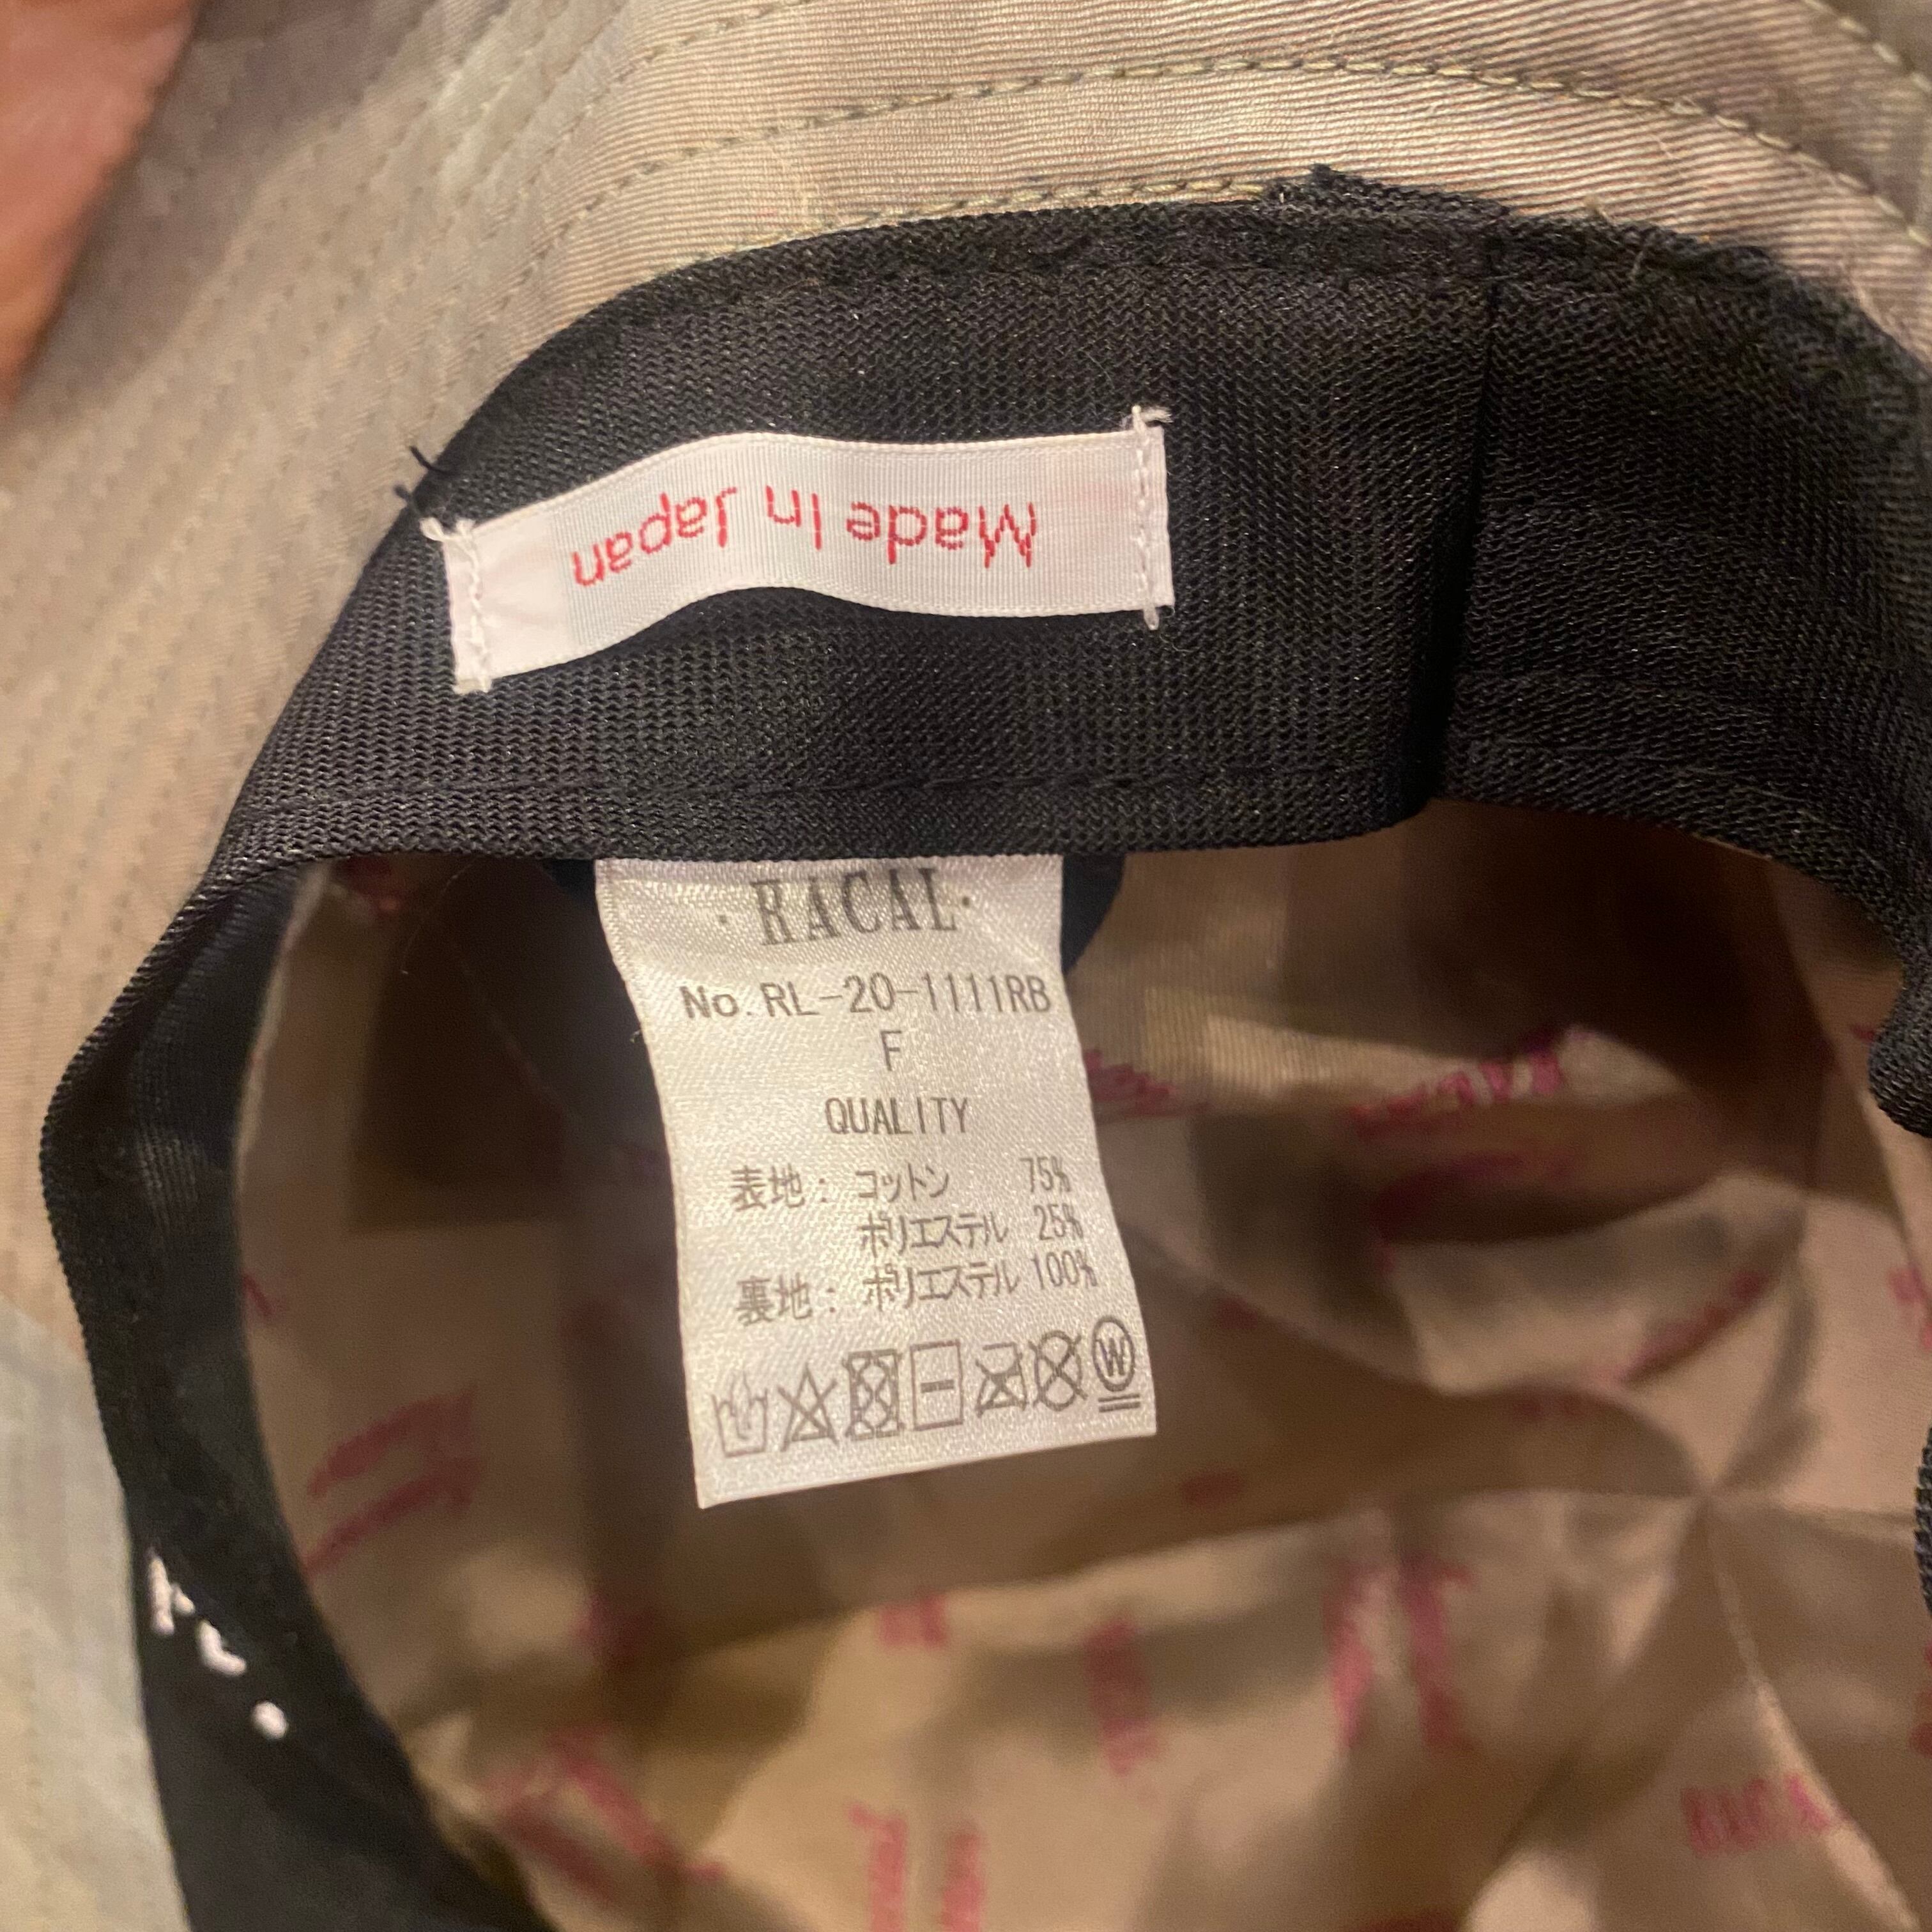 Made In Japan
·RACAL·
No. RL-20-1111RB
F
QUALITY
表地: コットン 75%
ポリエステル 25%
裏地: ポリエステル 100%
W